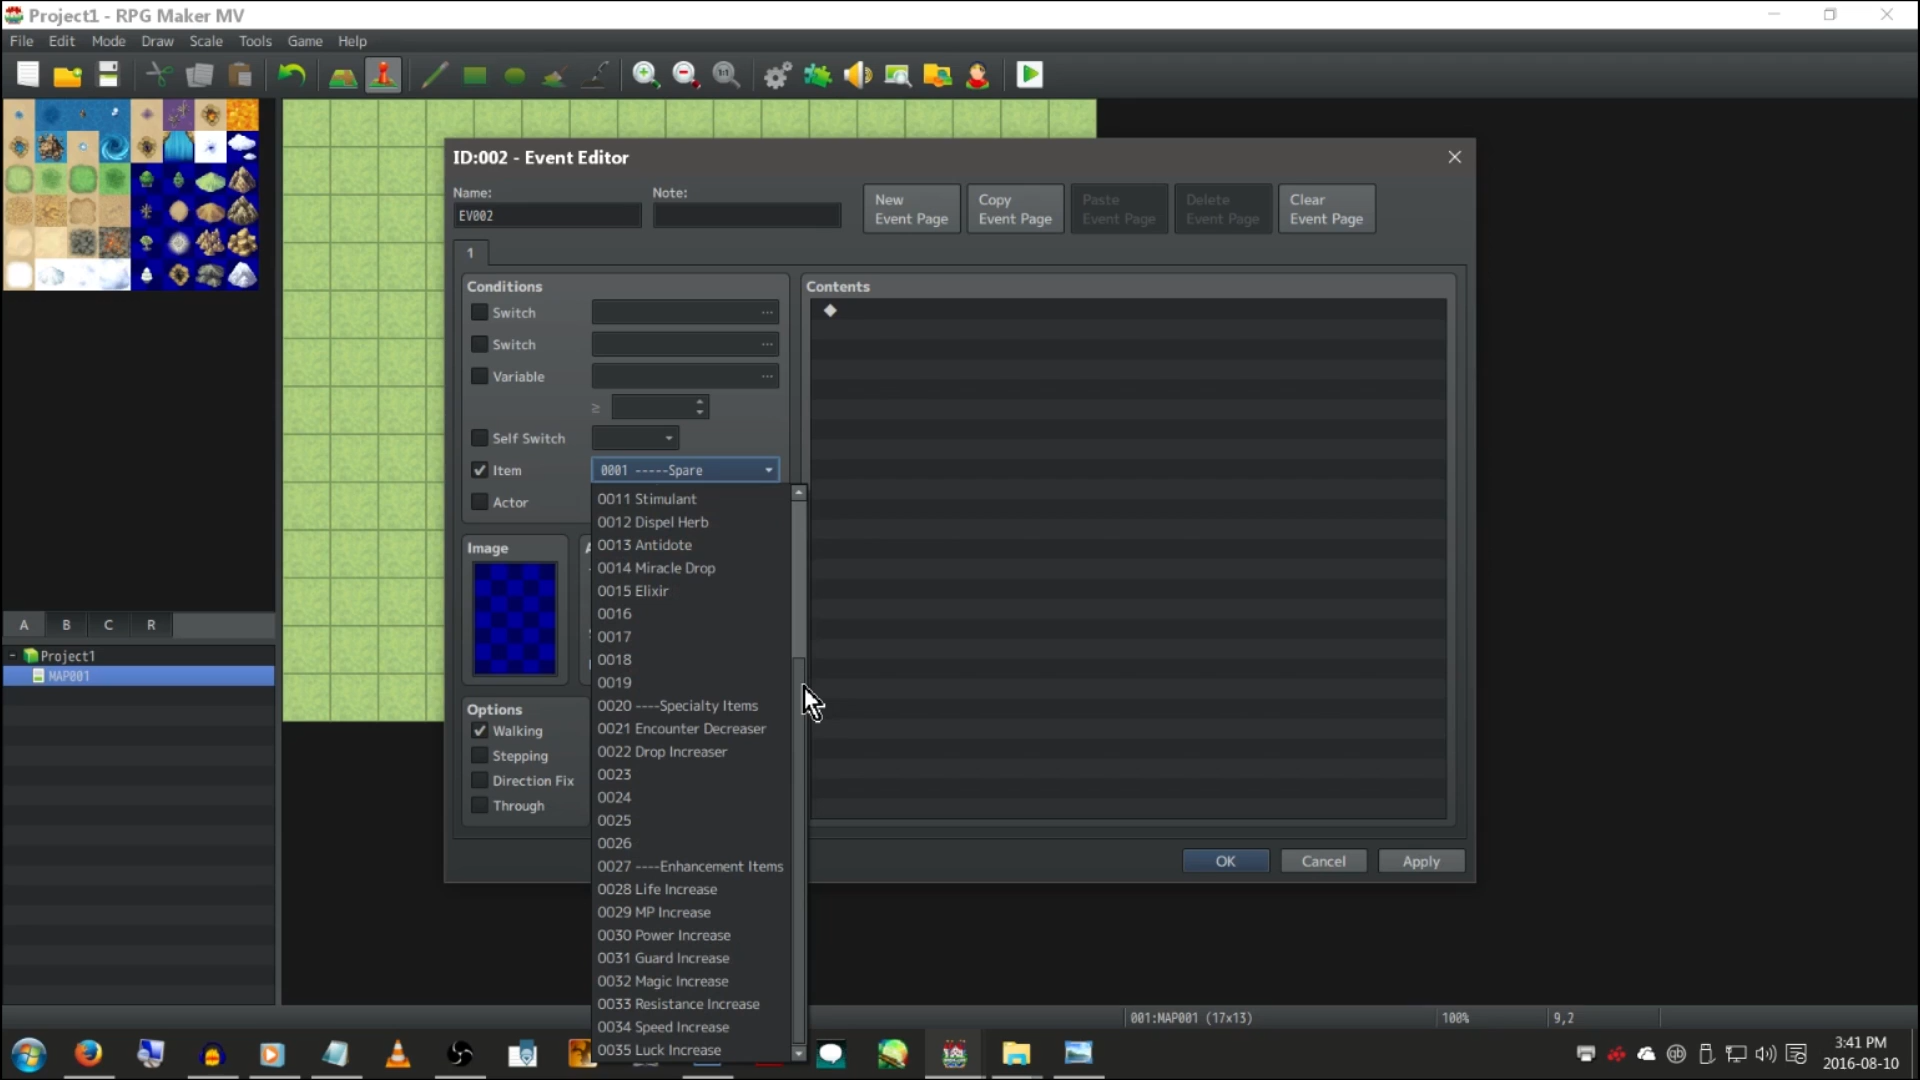 Project1 - RPG Maker MV
File Edit Mode Draw Scale Tools Game Help
ID:002 - Event Editor
Name:
Note:
EV002
New Event Page
Copy Event Page
Paste Event Page
Delete Event Page
Clear Event Page
1
Conditions
Switch ...
Switch ...
Variable ...
≥
Self Switch
Item
0001 -----Spare
Actor
0011 Stimulant
0012 Dispel Herb
0013 Antidote
0014 Miracle Drop
0015 Elixir
0016
0017
0018
0019
0020 ----Specialty Items
0021 Encounter Decreaser
0022 Drop Increaser
0023
0024
0025
0026
0027 ----Enhancement Items
0028 Life Increase
0029 MP Increase
0030 Power Increase
0031 Guard Increase
0032 Magic Increase
0033 Resistance Increase
0034 Speed Increase
0035 Luck Increase
Image
Options
Walking
Stepping
Direction Fix
Through
Contents
OK
Cancel
Apply
A B C R
Project1
MAP001
001:MAP001 (17x13)
100%
9,2
3:41 PM
2016-08-10